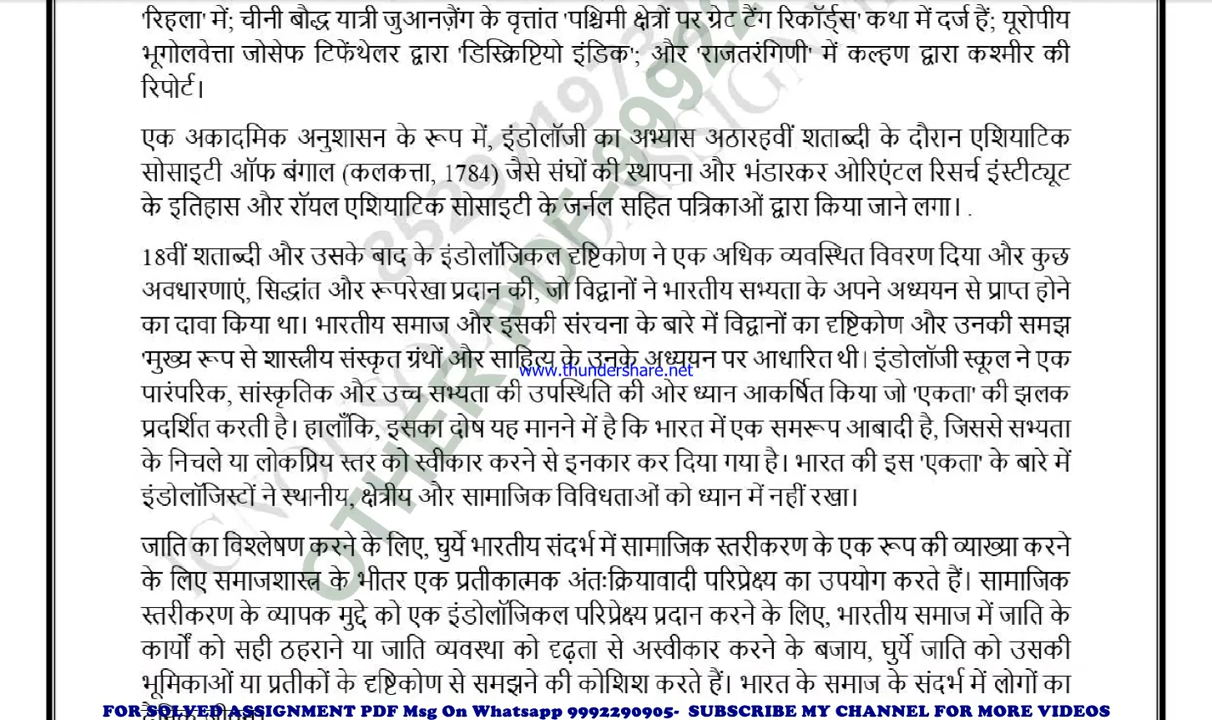 'रिहला' में; चीनी बौद्ध यात्री जुआनज़ैंग के वृत्तांत 'पश्चिमी क्षेत्रों पर ग्रेट टैंग रिकॉर्ड्स' कथा में दर्ज हैं; यूरोपीय
भूगोलवेत्ता जोसेफ टिफेंथेलर द्वारा 'डिस्क्रिप्टियो इंडिक'; और 'राजतरंगिणी' में कल्हण द्वारा कश्मीर की
रिपोर्ट।
एक अकादमिक अनुशासन के रूप में, इंडोलॉजी का अभ्यास अठारहवीं शताब्दी के दौरान एशियाटिक
सोसाइटी ऑफ बंगाल (कलकत्ता, 1784) जैसे संघों की स्थापना और भंडारकर ओरिएंटल रिसर्च इंस्टीट्यूट
के इतिहास और रॉयल एशियाटिक सोसाइटी के जर्नल सहित पत्रिकाओं द्वारा किया जाने लगा। .
18वीं शताब्दी और उसके बाद के इंडोलॉजिकल दृष्टिकोण ने एक अधिक व्यवस्थित विवरण दिया और कुछ
अवधारणाएं, सिद्धांत और रूपरेखा प्रदान की, जो विद्वानों ने भारतीय सभ्यता के अपने अध्ययन से प्राप्त होने
का दावा किया था। भारतीय समाज और इसकी संरचना के बारे में विद्वानों का दृष्टिकोण और उनकी समझ
'मुख्य रूप से शास्त्रीय संस्कृत ग्रंथों और साहित्य के उनके अध्ययन पर आधारित थी। इंडोलॉजी स्कूल ने एक
www.thundershare.net
पारंपरिक, सांस्कृतिक और उच्च सभ्यता की उपस्थिति की ओर ध्यान आकर्षित किया जो 'एकता' की झलक
प्रदर्शित करती है। हालाँकि, इसका दोष यह मानने में है कि भारत में एक समरूप आबादी है, जिससे सभ्यता
के निचले या लोकप्रिय स्तर को स्वीकार करने से इनकार कर दिया गया है। भारत की इस 'एकता' के बारे में
इंडोलॉजिस्टों ने स्थानीय, क्षेत्रीय और सामाजिक विविधताओं को ध्यान में नहीं रखा।
जाति का विश्लेषण करने के लिए, घुर्ये भारतीय संदर्भ में सामाजिक स्तरीकरण के एक रूप की व्याख्या करने
के लिए समाजशास्त्र के भीतर एक प्रतीकात्मक अंतःक्रियावादी परिप्रेक्ष्य का उपयोग करते हैं। सामाजिक
स्तरीकरण के व्यापक मुद्दे को एक इंडोलॉजिकल परिप्रेक्ष्य प्रदान करने के लिए, भारतीय समाज में जाति के
कार्यों को सही ठहराने या जाति व्यवस्था को दृढ़ता से अस्वीकार करने के बजाय, घुर्ये जाति को उसकी
भूमिकाओं या प्रतीकों के दृष्टिकोण से समझने की कोशिश करते हैं। भारत के समाज के संदर्भ में लोगों का
FOR SOLVED ASSIGNMENT PDF Msg On Whatsapp 9992290905- SUBSCRIBE MY CHANNEL FOR MORE VIDEOS